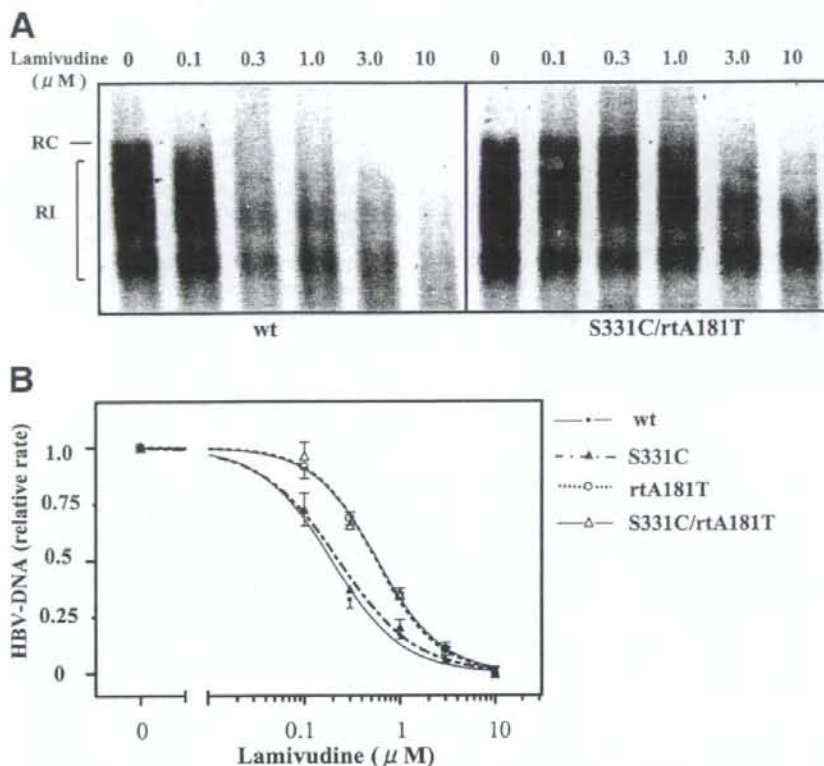 A
Lamivudine 0 0.1 0.3 1.0 3.0 10 0 0.1 0.3 1.0 3.0 10
(μM)
RC
RI
wt S331C/rtA181T
B
wt
S331C
rtA181T
S331C/rtA181T
HBV-DNA (relative rate)
1.0
0.75
0.5
0.25
0
0 0.1 1 10
Lamivudine (μM)